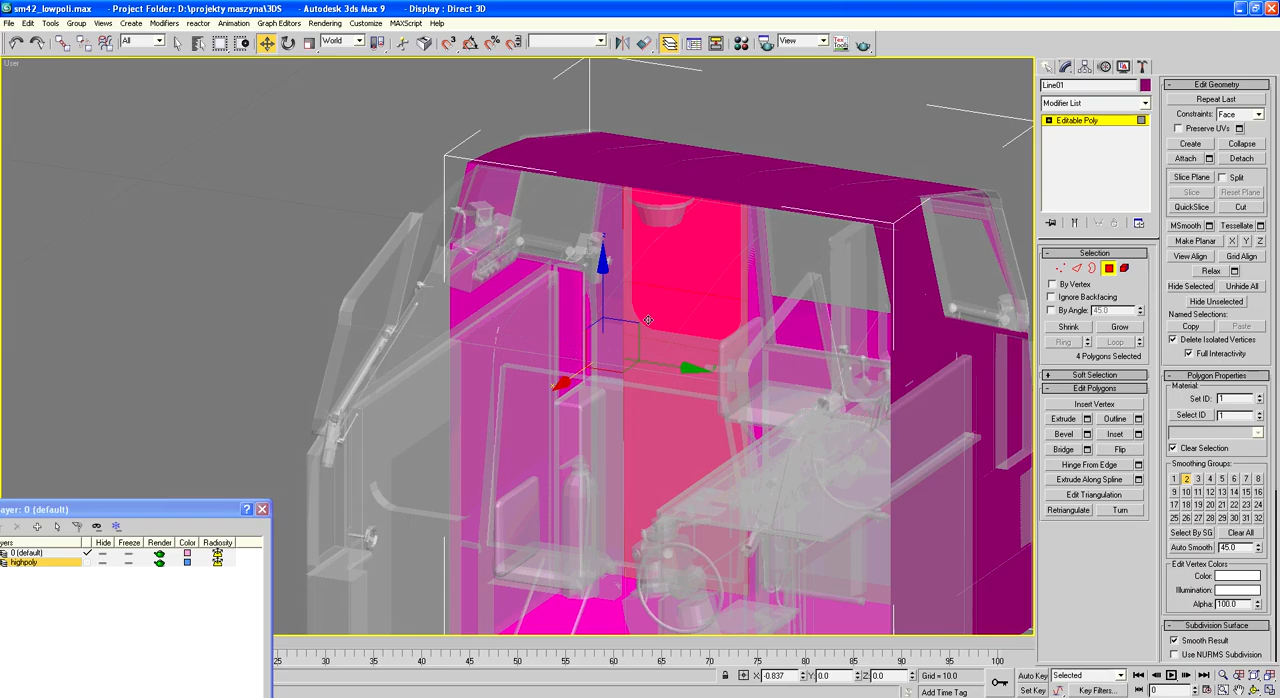 sm42_lowpoli.max - Project Folder: D:\projekty maszyna\3DS - Autodesk 3ds Max 9 - Display : Direct 3D
File Edit Tools Group Views Create Modifiers reactor Animation Graph Editors Rendering Customize MAXScript Help
All World View
User
Line01
Modifier List
Editable Poly
Selection
By Vertex
Ignore Backfacing
By Angle: 45.0
Shrink Grow
Ring Loop
4 Polygons Selected
Soft Selection
Edit Polygons
Insert Vertex
Extrude Outline
Bevel Inset
Bridge Flip
Hinge From Edge
Extrude Along Spline
Edit Triangulation
Retriangulate Turn
Edit Geometry
Repeat Last
Constraints: Face
Preserve UVs
Create Collapse
Attach Detach
Slice Plane Split
Slice Reset Plane
QuickSlice Cut
MSmooth Tessellate
Make Planar X Y Z
View Align Grid Align
Relax
Hide Selected Unhide All
Hide Unselected
Named Selections:
Copy Paste
Delete Isolated Vertices
Full Interactivity
Polygon Properties
Material:
Set ID: 1
Select ID 1
Clear Selection
Smoothing Groups:
1 2 3 4 5 6 7 8
9 10 11 12 13 14 15 16
17 18 19 20 21 22 23 24
25 26 27 28 29 30 31 32
Select By SG Clear All
Auto Smooth 45.0
Edit Vertex Colors
Color:
Illumination:
Alpha: 100.0
Subdivision Surface
Smooth Result
Use NURMS Subdivision
ayer: 0 (default)
yers Hide Freeze Render Color Radiosity
0 (default)
highpoly
25 30 35 40 45 50 55 60 65 70 75 80 85 90 95 100
X: -0.837 Y: 0.0 Z: 0.0 Grid = 10.0
Add Time Tag
Auto Key Selected
Set Key Key Filters...